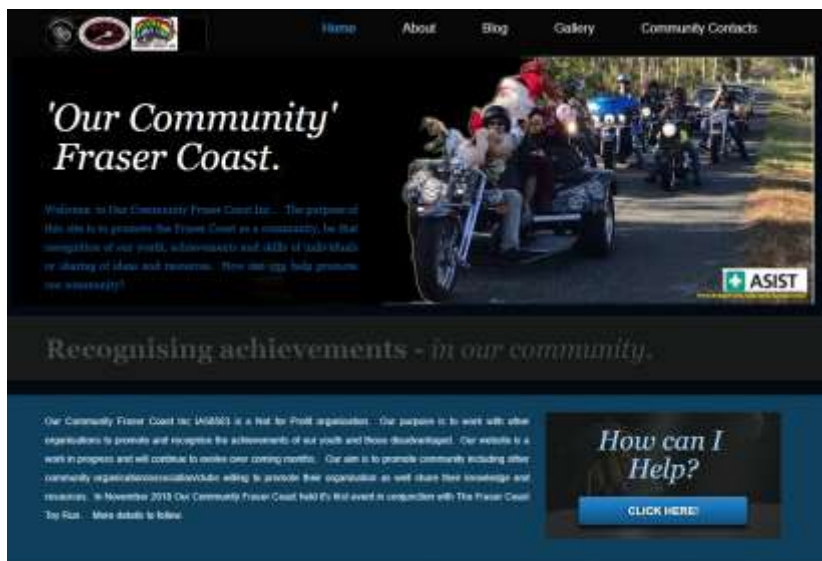 Home About Blog Gallery Community Contacts
'Our Community'
Fraser Coast.
Welcome to Our Community Fraser Coast Inc... The purpose of
this site is to promote the Fraser Coast as a community, be that
recognition of our youth, achievements and skills of individuals
or sharing of ideas and resources. How can you help promote
our community?
ASIST
Recognising achievements - in our community.
Our Community Fraser Coast Inc is a Not for Profit organisation. Our purpose is to work with other
organisations to promote and recognise the achievements of our youth and those disadvantaged. Our website is a
work in progress and will continue to evolve over coming months. Our aim is to promote community including other
community organisation/association/clubs willing to promote their organisation as well share their knowledge and
resources. In November 2018 Our Community Fraser Coast held it's first event in conjunction with The Fraser Coast
Toy Run. More details to follow.
How can I
Help?
CLICK HERE!